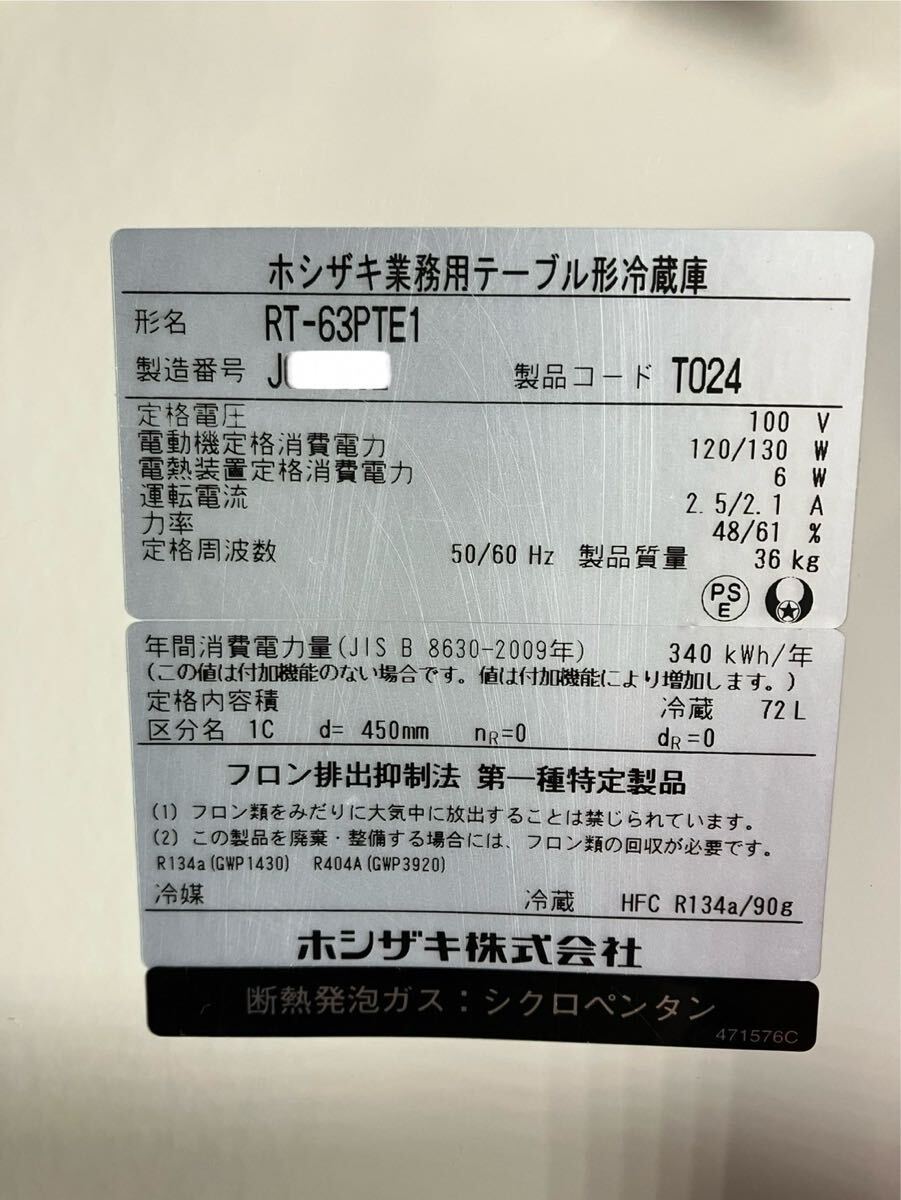 ホシザキ業務用テーブル形冷蔵庫
形名 RT-63PTE1
製造番号 J 製品コード T024
定格電圧 100 V
電動機定格消費電力 120/130 W
電熱装置定格消費電力 6 W
運転電流 2.5/2.1 A
力率 48/61 %
定格周波数 50/60 Hz 製品質量 36 kg
PS
E
年間消費電力量(JIS B 8630-2009年) 340 kWh/年
(この値は付加機能のない場合です。値は付加機能により増加します。)
定格内容積 冷蔵 72 L
区分名 1C d= 450mm nR=0 dR=0
フロン排出抑制法 第一種特定製品
(1) フロン類をみだりに大気中に放出することは禁じられています。
(2) この製品を廃棄・整備する場合には、フロン類の回収が必要です。
R134a(GWP1430) R404A(GWP3920)
冷媒 冷蔵 HFC R134a/90g
ホシザキ株式会社
断熱発泡ガス：シクロペンタン
471576C